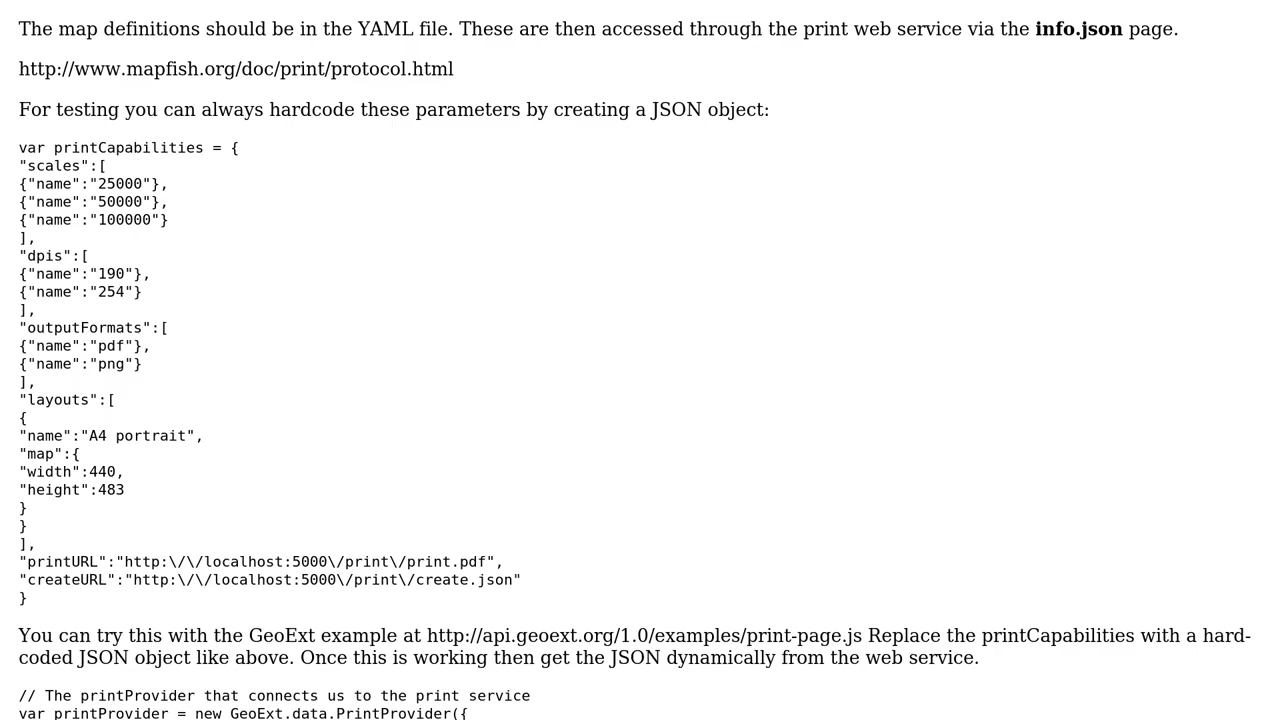 The map definitions should be in the YAML file. These are then accessed through the print web service via the info.json page.
http://www.mapfish.org/doc/print/protocol.html
For testing you can always hardcode these parameters by creating a JSON object:
var printCapabilities = {
"scales":[
{"name":"25000"},
{"name":"50000"},
{"name":"100000"}
],
"dpis":[
{"name":"190"},
{"name":"254"}
],
"outputFormats":[
{"name":"pdf"},
{"name":"png"}
],
"layouts":[
{
"name":"A4 portrait",
"map":{
"width":440,
"height":483
}
}
],
"printURL":"http:\/\/localhost:5000\/print\/print.pdf",
"createURL":"http:\/\/localhost:5000\/print\/create.json"
}
You can try this with the GeoExt example at http://api.geoext.org/1.0/examples/print-page.js Replace the printCapabilities with a hard-
coded JSON object like above. Once this is working then get the JSON dynamically from the web service.
// The printProvider that connects us to the print service
var printProvider = new GeoExt.data.PrintProvider({